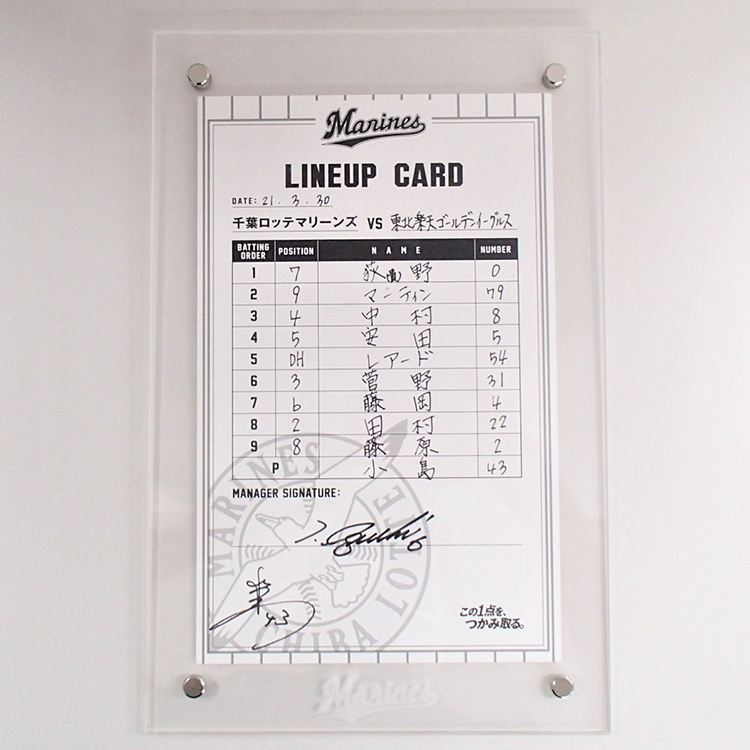 Marines
LINEUP CARD
DATE: 21. 3. 30
千葉ロッテマリーンズ VS 東北楽天ゴールデンイーグルス
BATTING ORDER POSITION NAME NUMBER
1 7 荻(貴)野 0
2 9 マーティン 79
3 4 中村 8
4 5 安田 5
5 DH レアード 54
6 3 菅野 31
7 6 藤岡 4
8 2 田村 22
9 8 藤原 2
P 小島 43
MANAGER SIGNATURE:
43
MARINES
CHIBA LOTTE
この1点を、
つかみ取る。
Marines